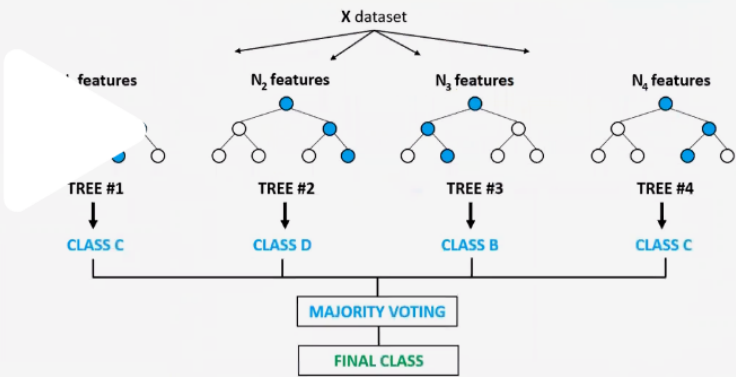 X dataset
features
N₂ features
N₃ features
N₄ features
TREE #1
TREE #2
TREE #3
TREE #4
CLASS C
CLASS D
CLASS B
CLASS C
MAJORITY VOTING
FINAL CLASS